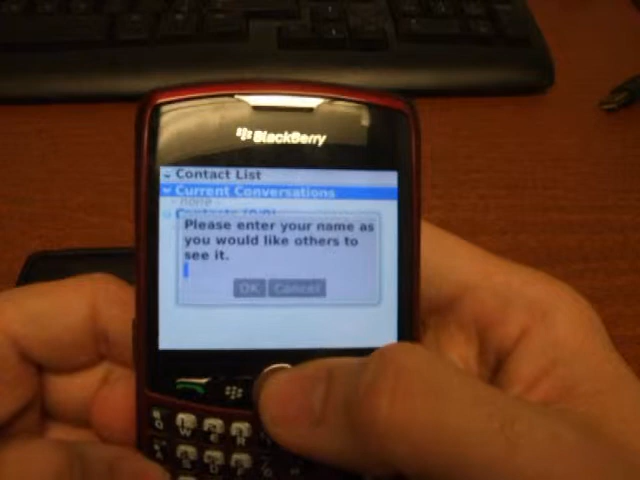 BlackBerry
Contact List
Current Conversations
- none -
Please enter your name as
you would like others to
see it.
OK Cancel